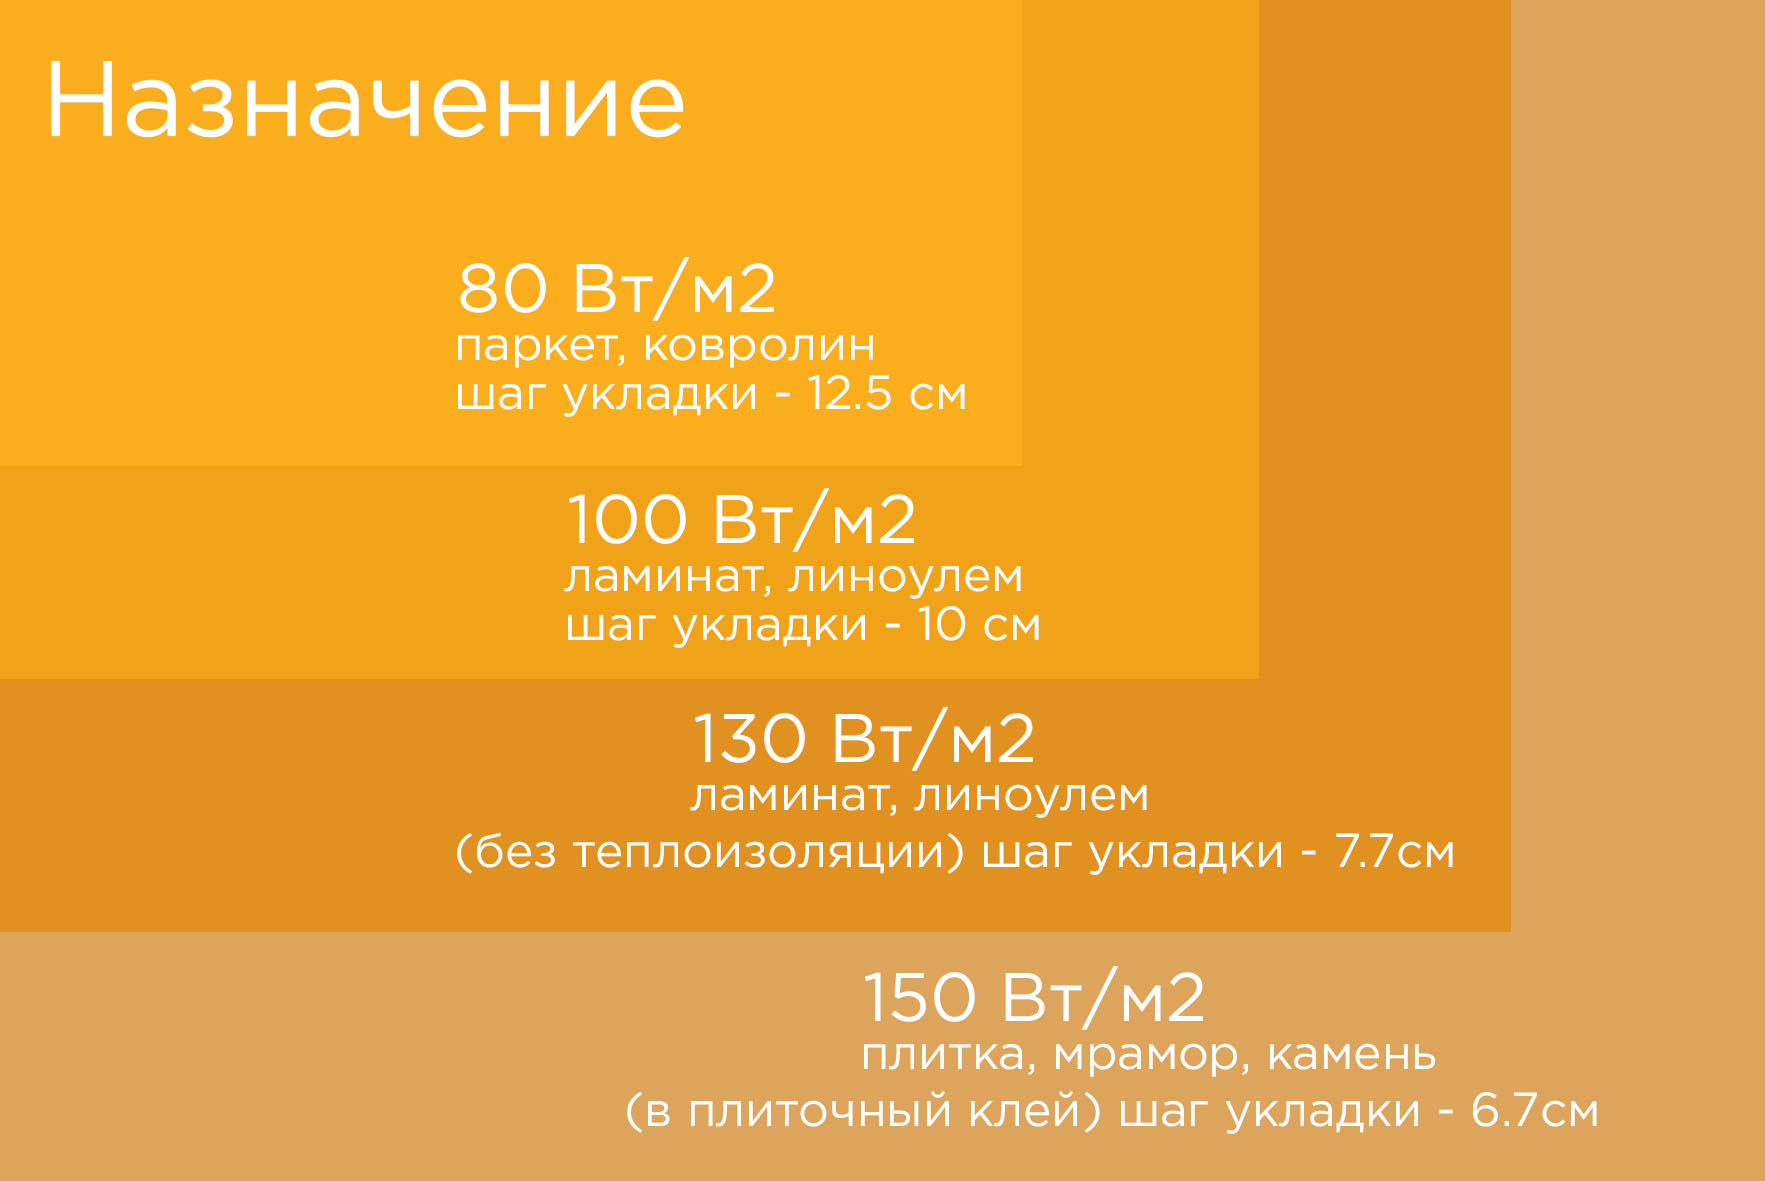 Назначение
80 Вт/м2
паркет, ковролин
шаг укладки - 12.5 см
100 Вт/м2
ламинат, линоулем
шаг укладки - 10 см
130 Вт/м2
ламинат, линоулем
(без теплоизоляции) шаг укладки - 7.7см
150 Вт/м2
плитка, мрамор, камень
(в плиточный клей) шаг укладки - 6.7см